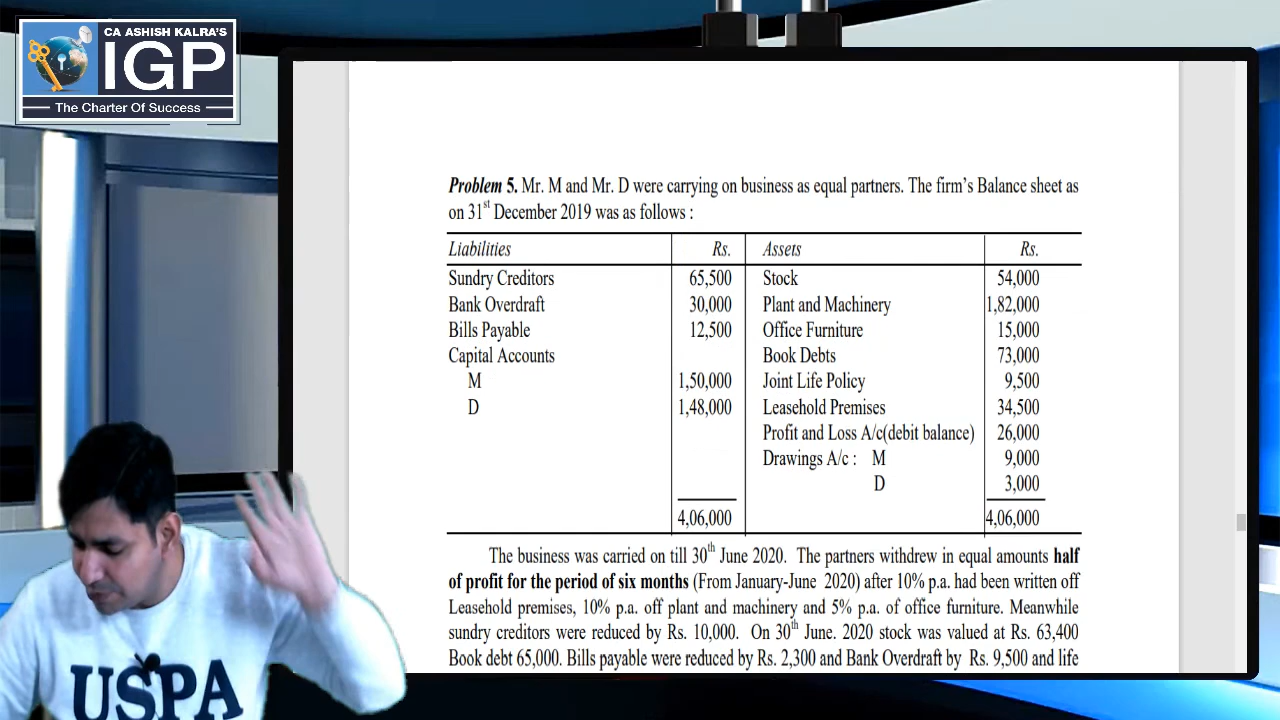 CA ASHISH KALRA'S
IGP
The Charter Of Success
Problem 5. Mr. M and Mr. D were carrying on business as equal partners. The firm's Balance sheet as
on 31st December 2019 was as follows :
Liabilities Rs. Assets Rs.
Sundry Creditors 65,500 Stock 54,000
Bank Overdraft 30,000 Plant and Machinery 1,82,000
Bills Payable 12,500 Office Furniture 15,000
Capital Accounts Book Debts 73,000
M 1,50,000 Joint Life Policy 9,500
D 1,48,000 Leasehold Premises 34,500
Profit and Loss A/c(debit balance) 26,000
Drawings A/c : M 9,000
D 3,000
4,06,000 4,06,000
The business was carried on till 30th June 2020. The partners withdrew in equal amounts half
of profit for the period of six months (From January-June 2020) after 10% p.a. had been written off
Leasehold premises, 10% p.a. off plant and machinery and 5% p.a. of office furniture. Meanwhile
sundry creditors were reduced by Rs. 10,000. On 30th June. 2020 stock was valued at Rs. 63,400
Book debt 65,000. Bills payable were reduced by Rs. 2,300 and Bank Overdraft by Rs. 9,500 and life
USPA